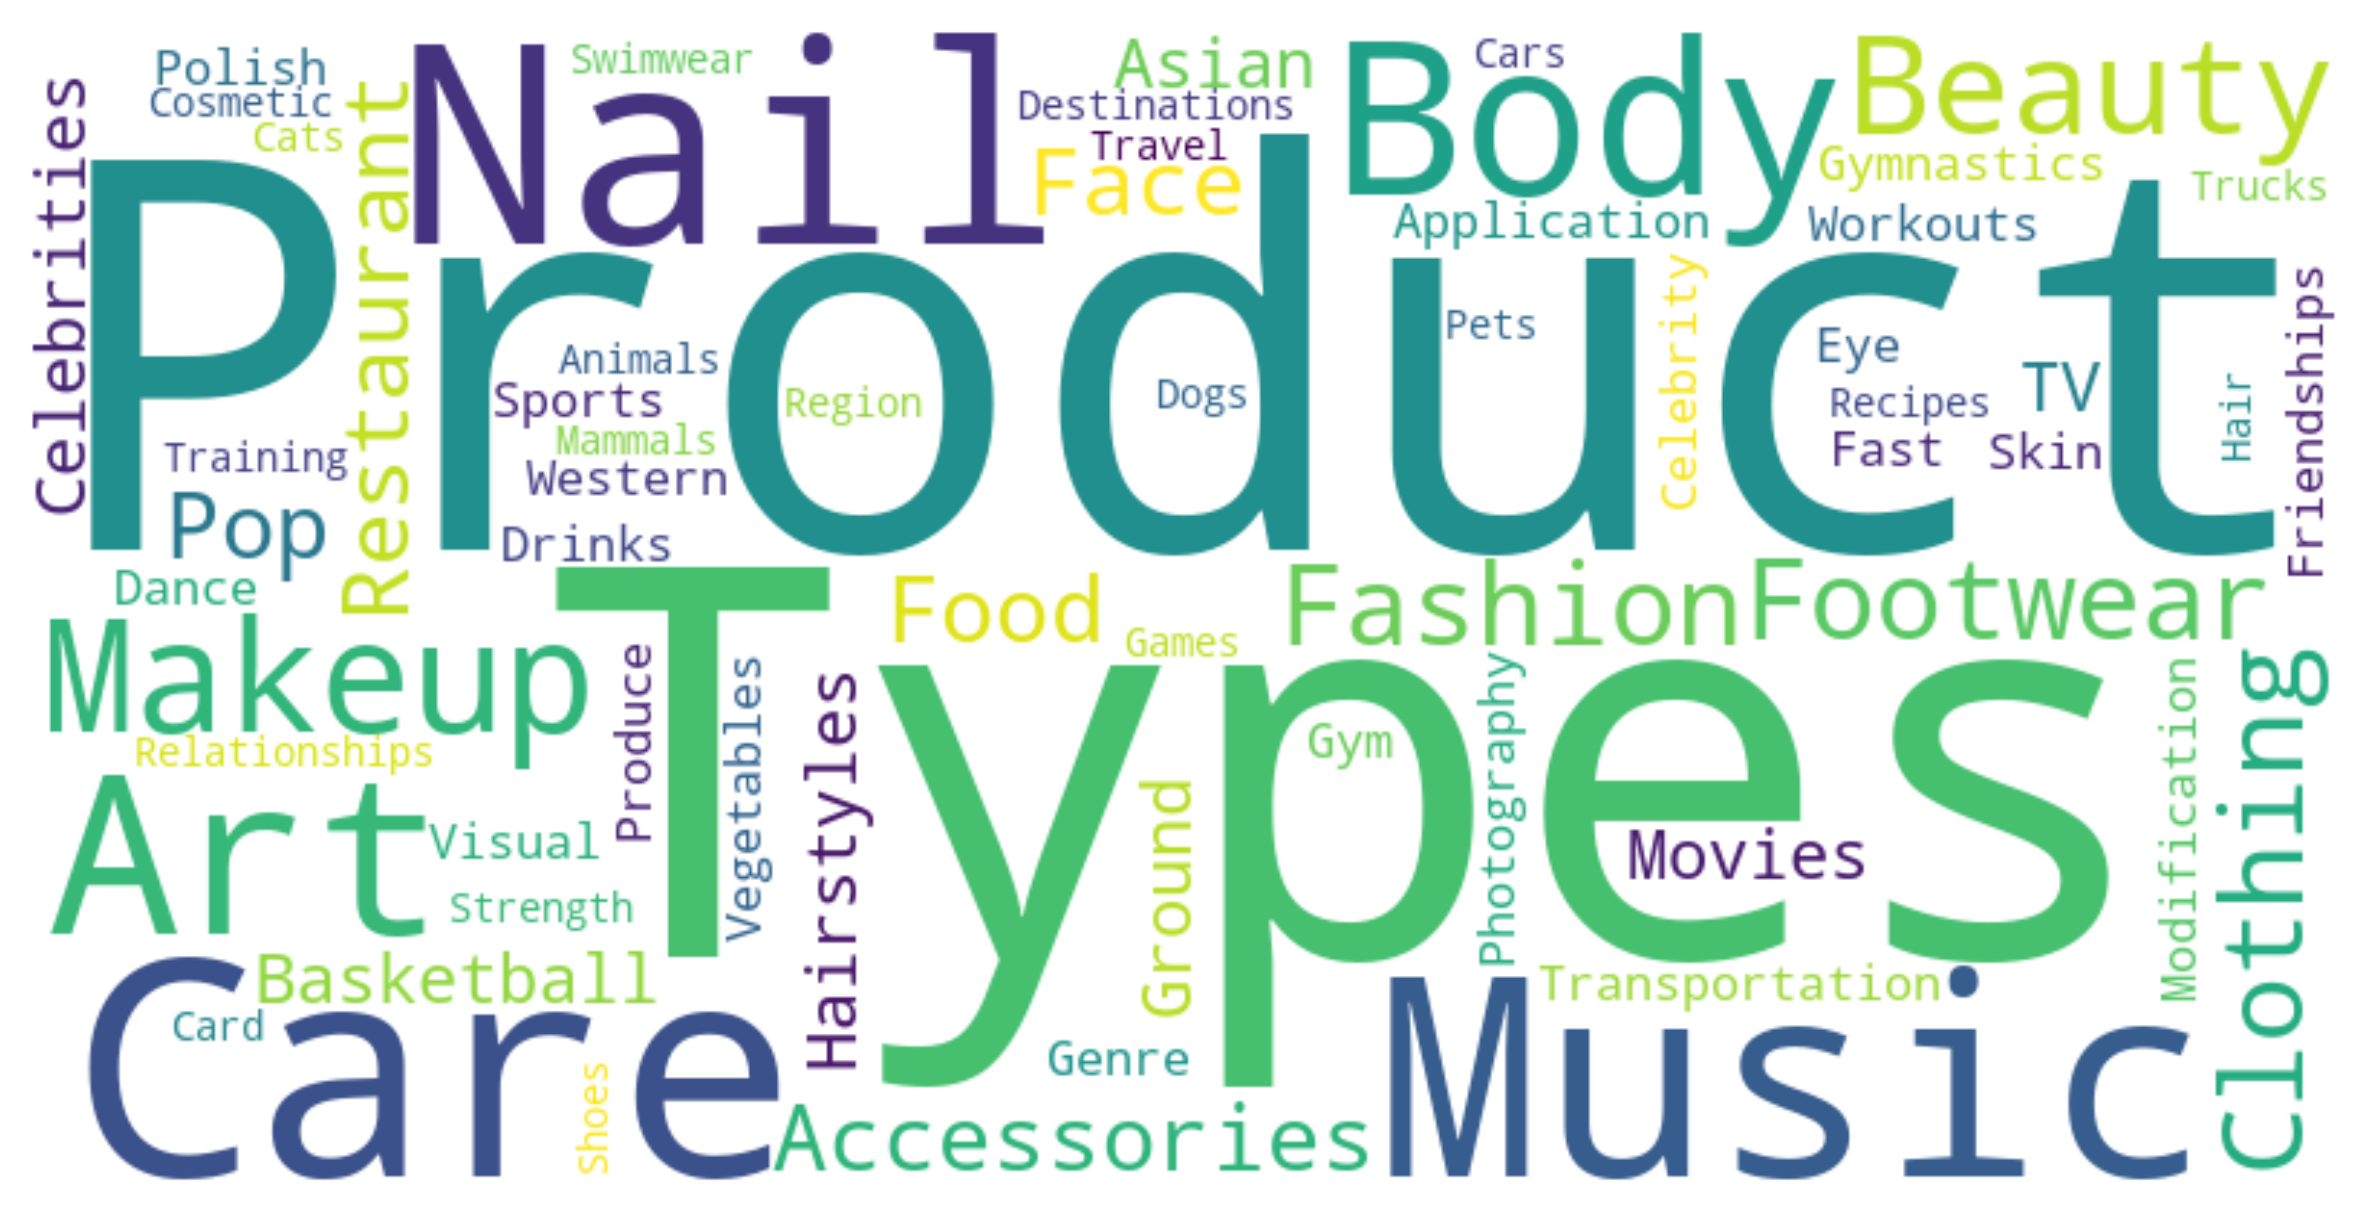 Polish
Swimwear
Asian
Cars
Beauty
Nail
Body
Cosmetic
Destinations
Cats
Travel
Face
Gymnastics
Trucks
Celebrities
Restaurant
Application
Workouts
Product
Pets
Celebrity
Eye
Animals
Sports
Region
Dogs
Recipes
TV
Hair
Friendships
Mammals
Training
Western
Fast
Skin
Pop
Drinks
Dance
Food
Fashion
Footwear
Makeup
Games
Types
Produce
Vegetables
Hairstyles
Photography
Modification
Clothing
Relationships
Gym
Art
Visual
Ground
Movies
Strength
Basketball
Transportation
Care
Card
Music
Genre
Shoes
Accessories